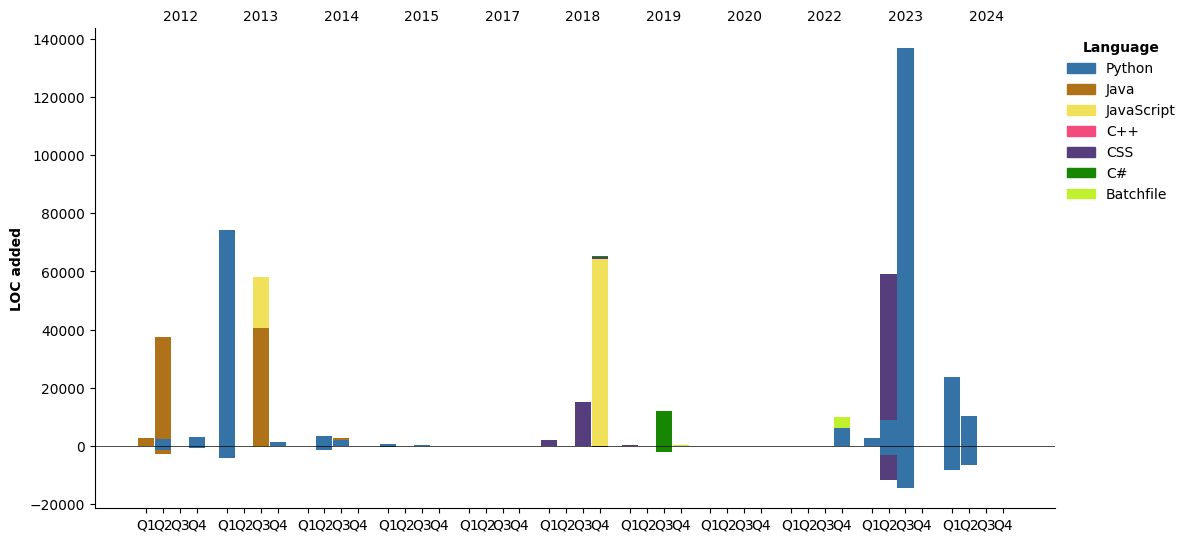 2012 2013 2014 2015 2017 2018 2019 2020 2022 2023 2024
140000
120000
100000
80000
60000
40000
20000
0
−20000
LOC added
Q1Q2Q3Q4 Q1Q2Q3Q4 Q1Q2Q3Q4 Q1Q2Q3Q4 Q1Q2Q3Q4 Q1Q2Q3Q4 Q1Q2Q3Q4 Q1Q2Q3Q4 Q1Q2Q3Q4 Q1Q2Q3Q4 Q1Q2Q3Q4
Language
Python
Java
JavaScript
C++
CSS
C#
Batchfile